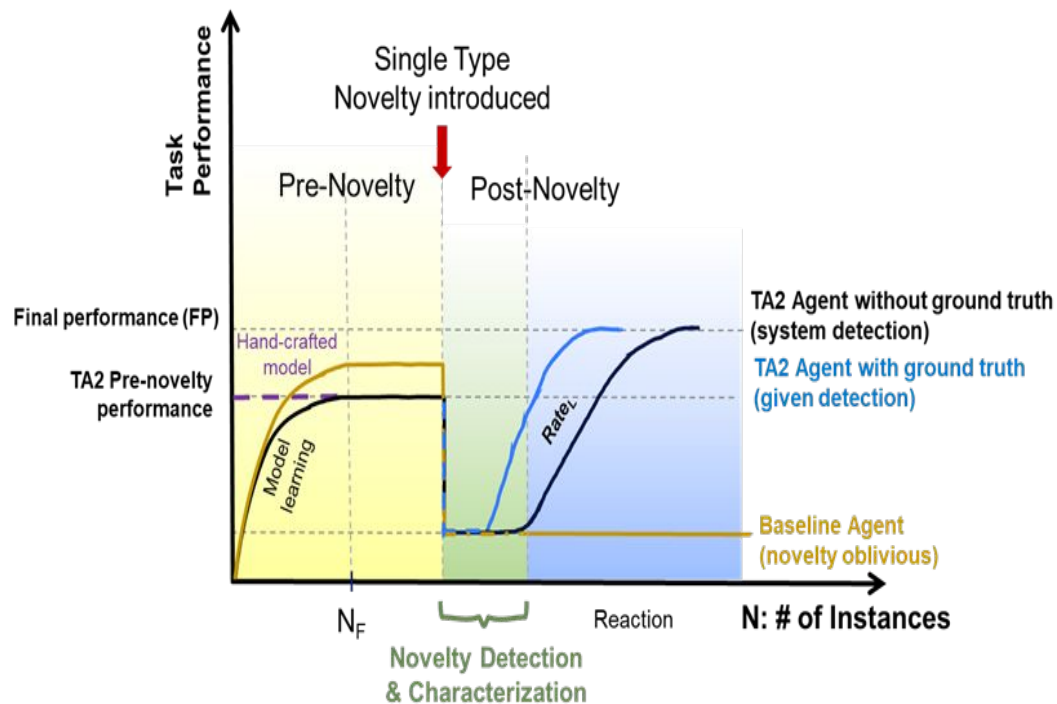 Task
Performance
Single Type
Novelty introduced
Pre-Novelty
Post-Novelty
Final performance (FP)
Hand-crafted
model
TA2 Pre-novelty
performance
Model
learning
Rate_L
TA2 Agent without ground truth
(system detection)
TA2 Agent with ground truth
(given detection)
Baseline Agent
(novelty oblivious)
N_F
Reaction
N: # of Instances
Novelty Detection
& Characterization